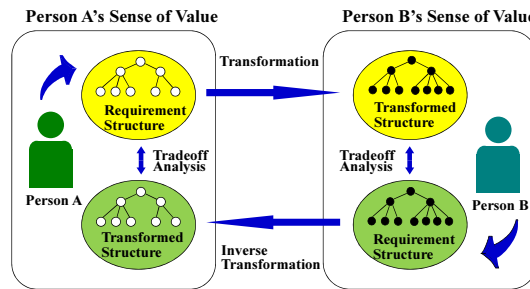 Person A's Sense of Value
Person B's Sense of Value
Transformation
Requirement
Structure
Transformed
Structure
Tradeoff
Analysis
Tradeoff
Analysis
Person A
Person B
Transformed
Structure
Requirement
Structure
Inverse
Transformation